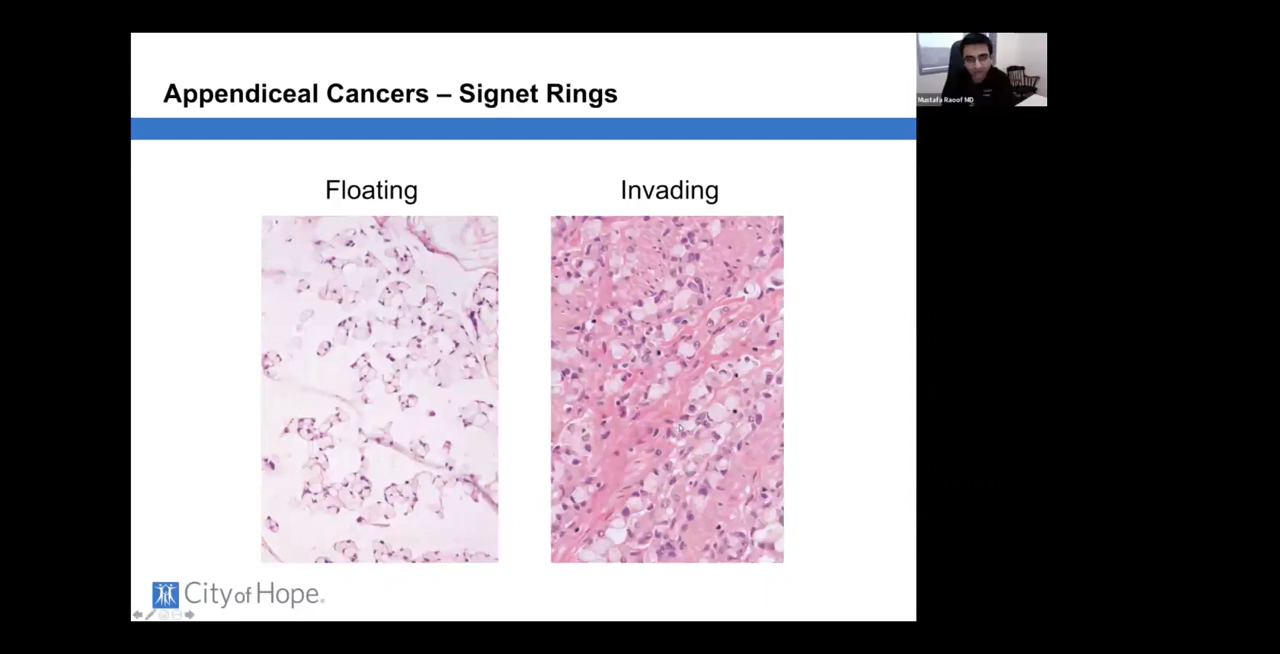 Appendiceal Cancers – Signet Rings
Mustafa Raoof MD
Floating
Invading
City of Hope®